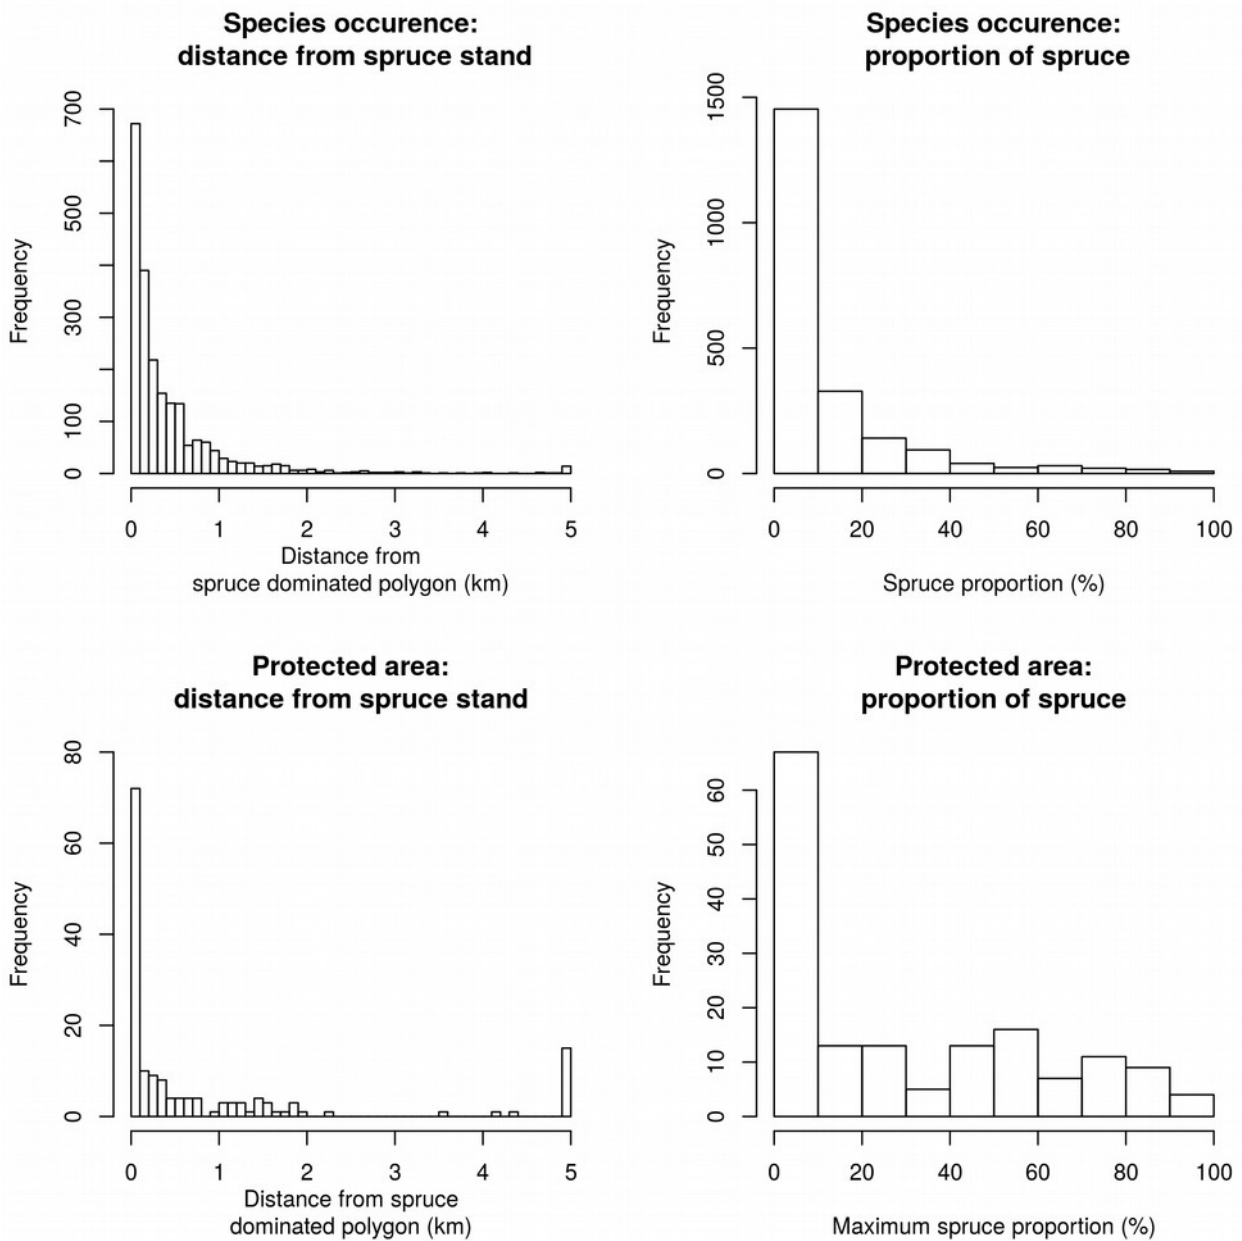 Species occurence:
distance from spruce stand
Frequency
700
500
300
100
0
0 1 2 3 4 5
Distance from
spruce dominated polygon (km)
Species occurence:
proportion of spruce
Frequency
1500
1000
500
0
0 20 40 60 80 100
Spruce proportion (%)
Protected area:
distance from spruce stand
Frequency
80
60
40
20
0
0 1 2 3 4 5
Distance from spruce
dominated polygon (km)
Protected area:
proportion of spruce
Frequency
60
50
40
30
20
10
0
0 20 40 60 80 100
Maximum spruce proportion (%)